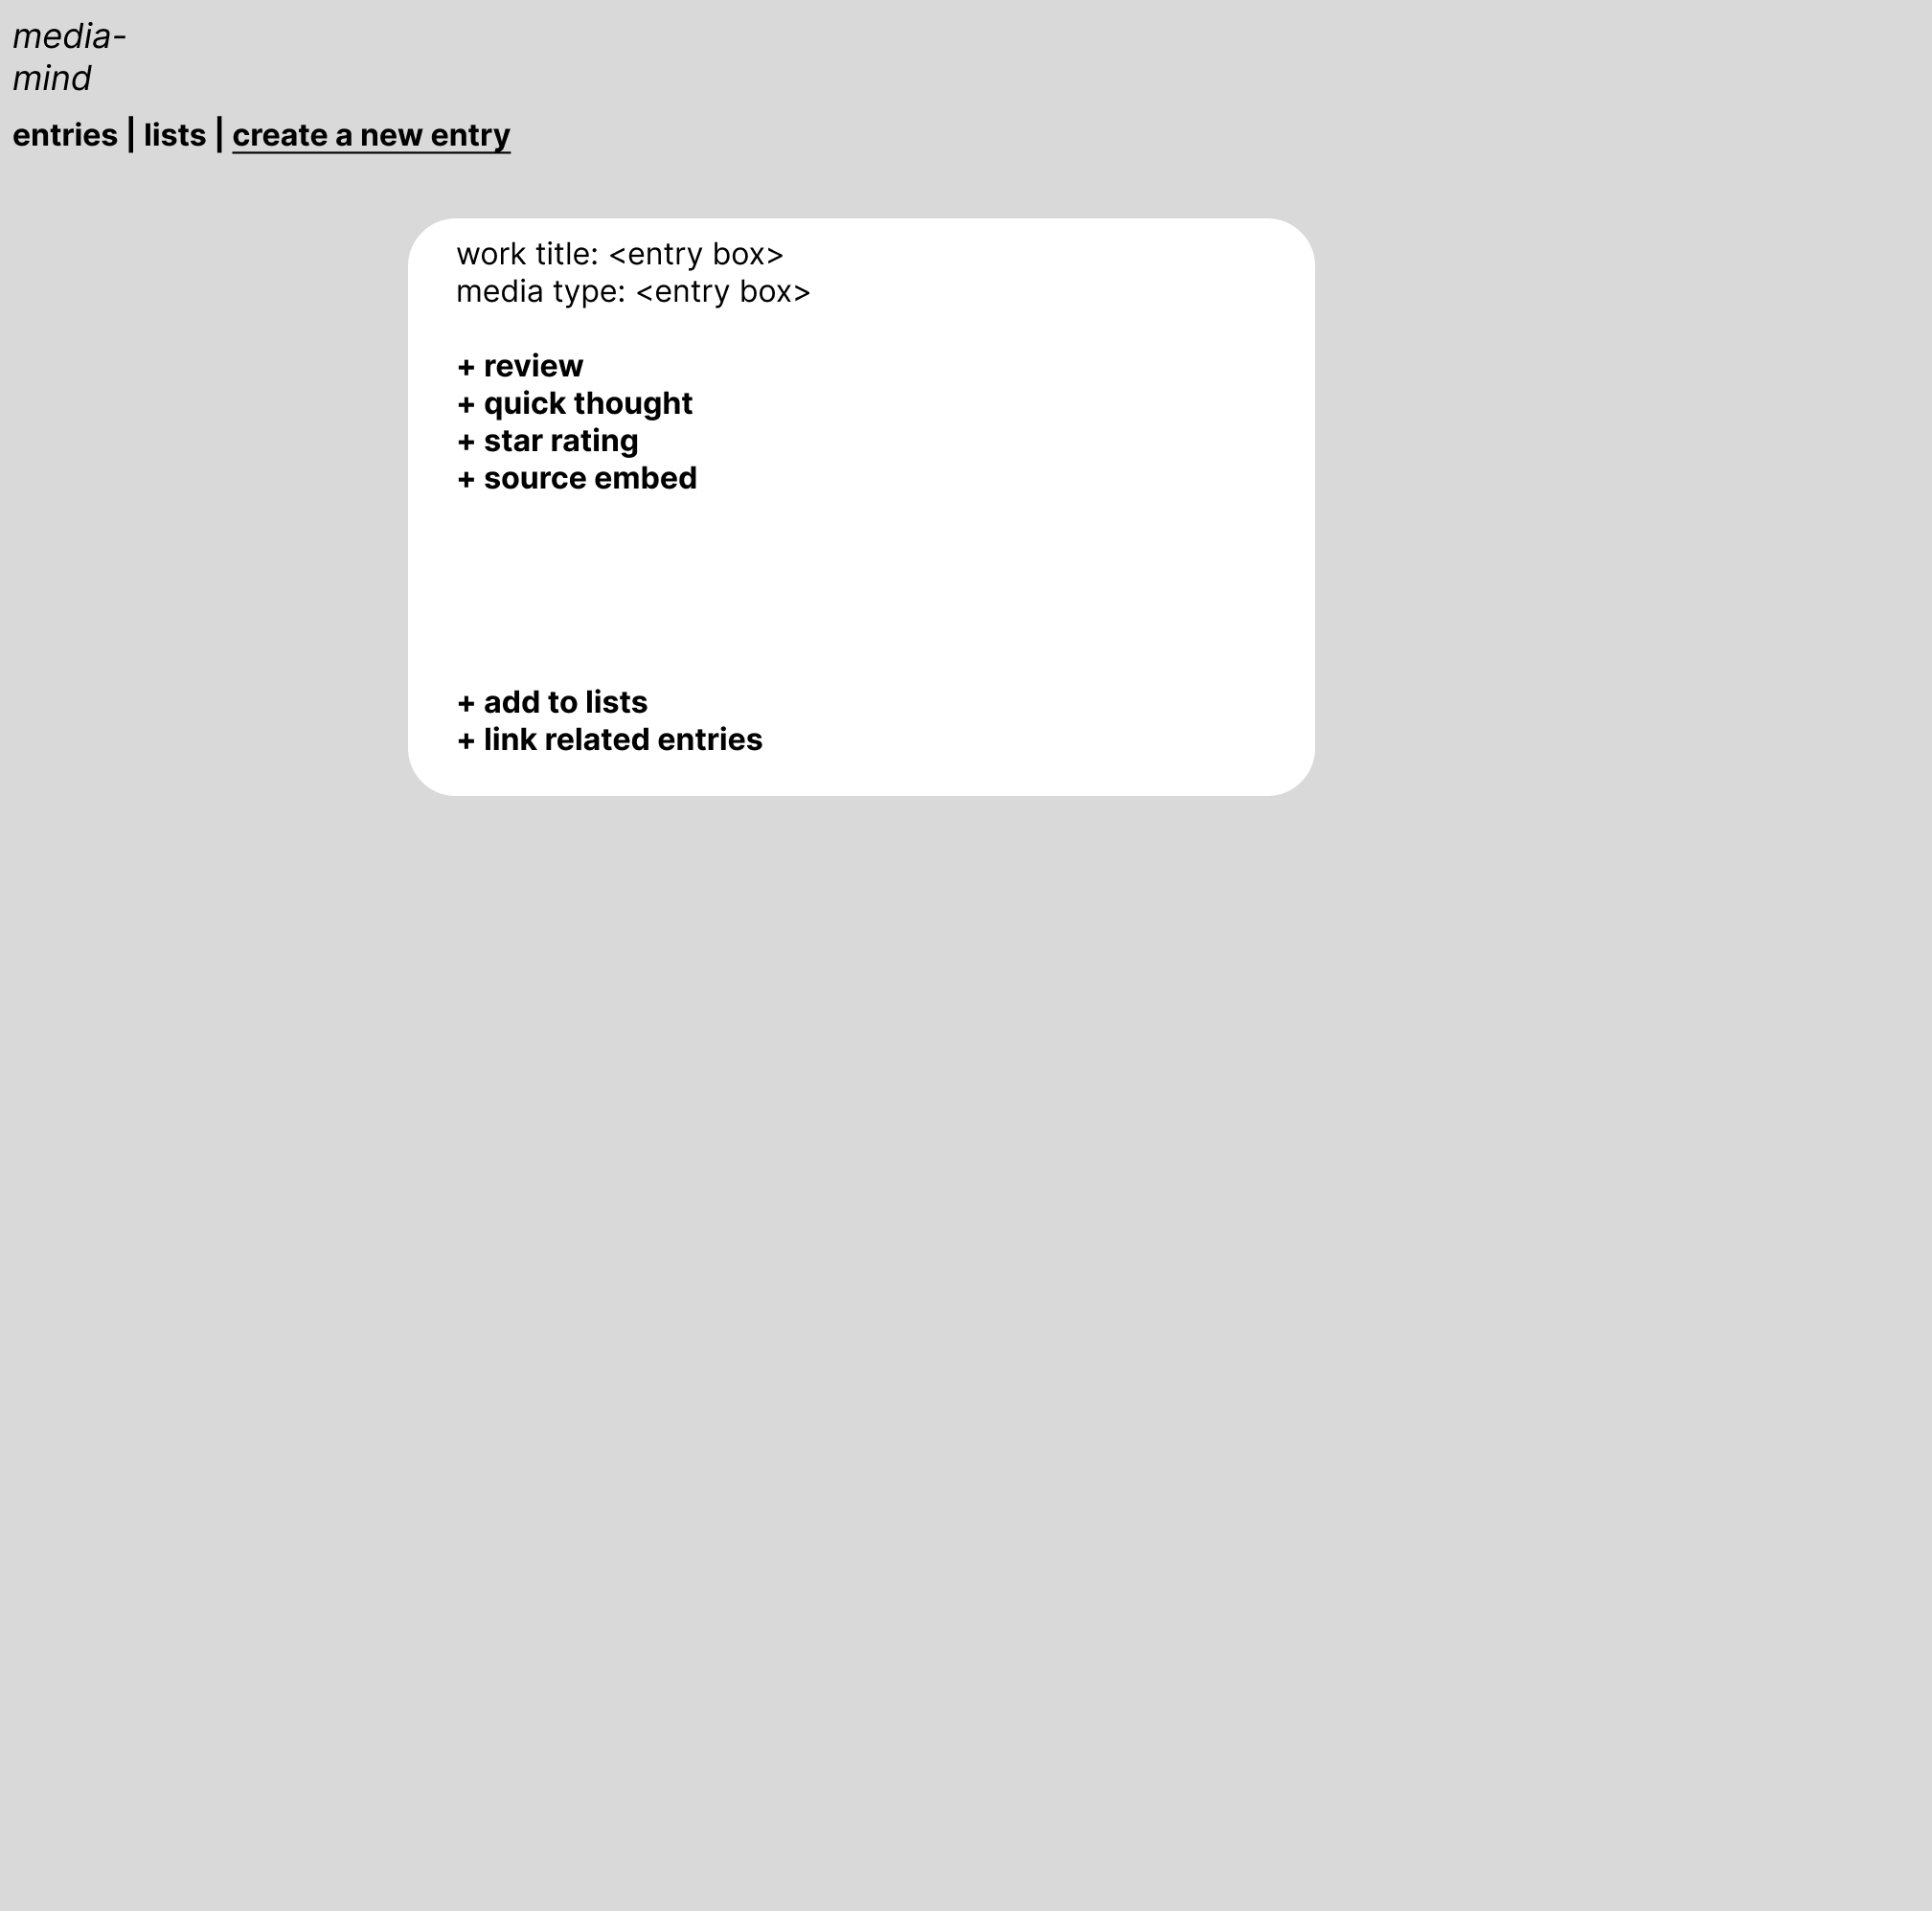 media-
mind
entries | lists | create a new entry
work title: <entry box>
media type: <entry box>
+ review
+ quick thought
+ star rating
+ source embed
+ add to lists
+ link related entries